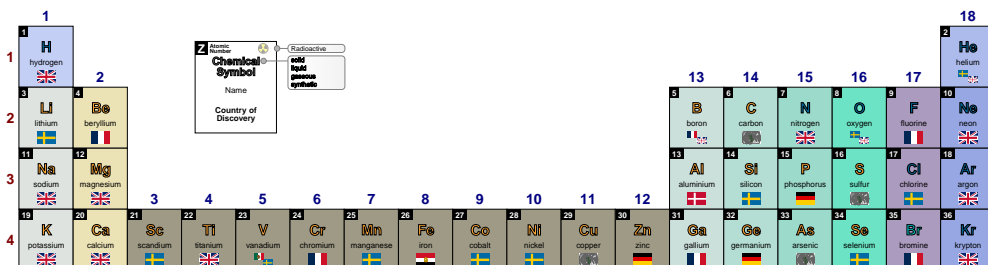 1 18
1 H hydrogen
Z Atomic Number
Chemical Symbol
Name
Country of Discovery
Radioactive
solid
liquid
gaseous
synthetic
2 He helium
1
2 13 14 15 16 17
3 Li lithium
4 Be beryllium
5 B boron
6 C carbon
7 N nitrogen
8 O oxygen
9 F fluorine
10 Ne neon
2
11 Na sodium
12 Mg magnesium
13 Al aluminium
14 Si silicon
15 P phosphorus
16 S sulfur
17 Cl chlorine
18 Ar argon
3
3 4 5 6 7 8 9 10 11 12
19 K potassium
20 Ca calcium
21 Sc scandium
22 Ti titanium
23 V vanadium
24 Cr chromium
25 Mn manganese
26 Fe iron
27 Co cobalt
28 Ni nickel
29 Cu copper
30 Zn zinc
31 Ga gallium
32 Ge germanium
33 As arsenic
34 Se selenium
35 Br bromine
36 Kr krypton
4